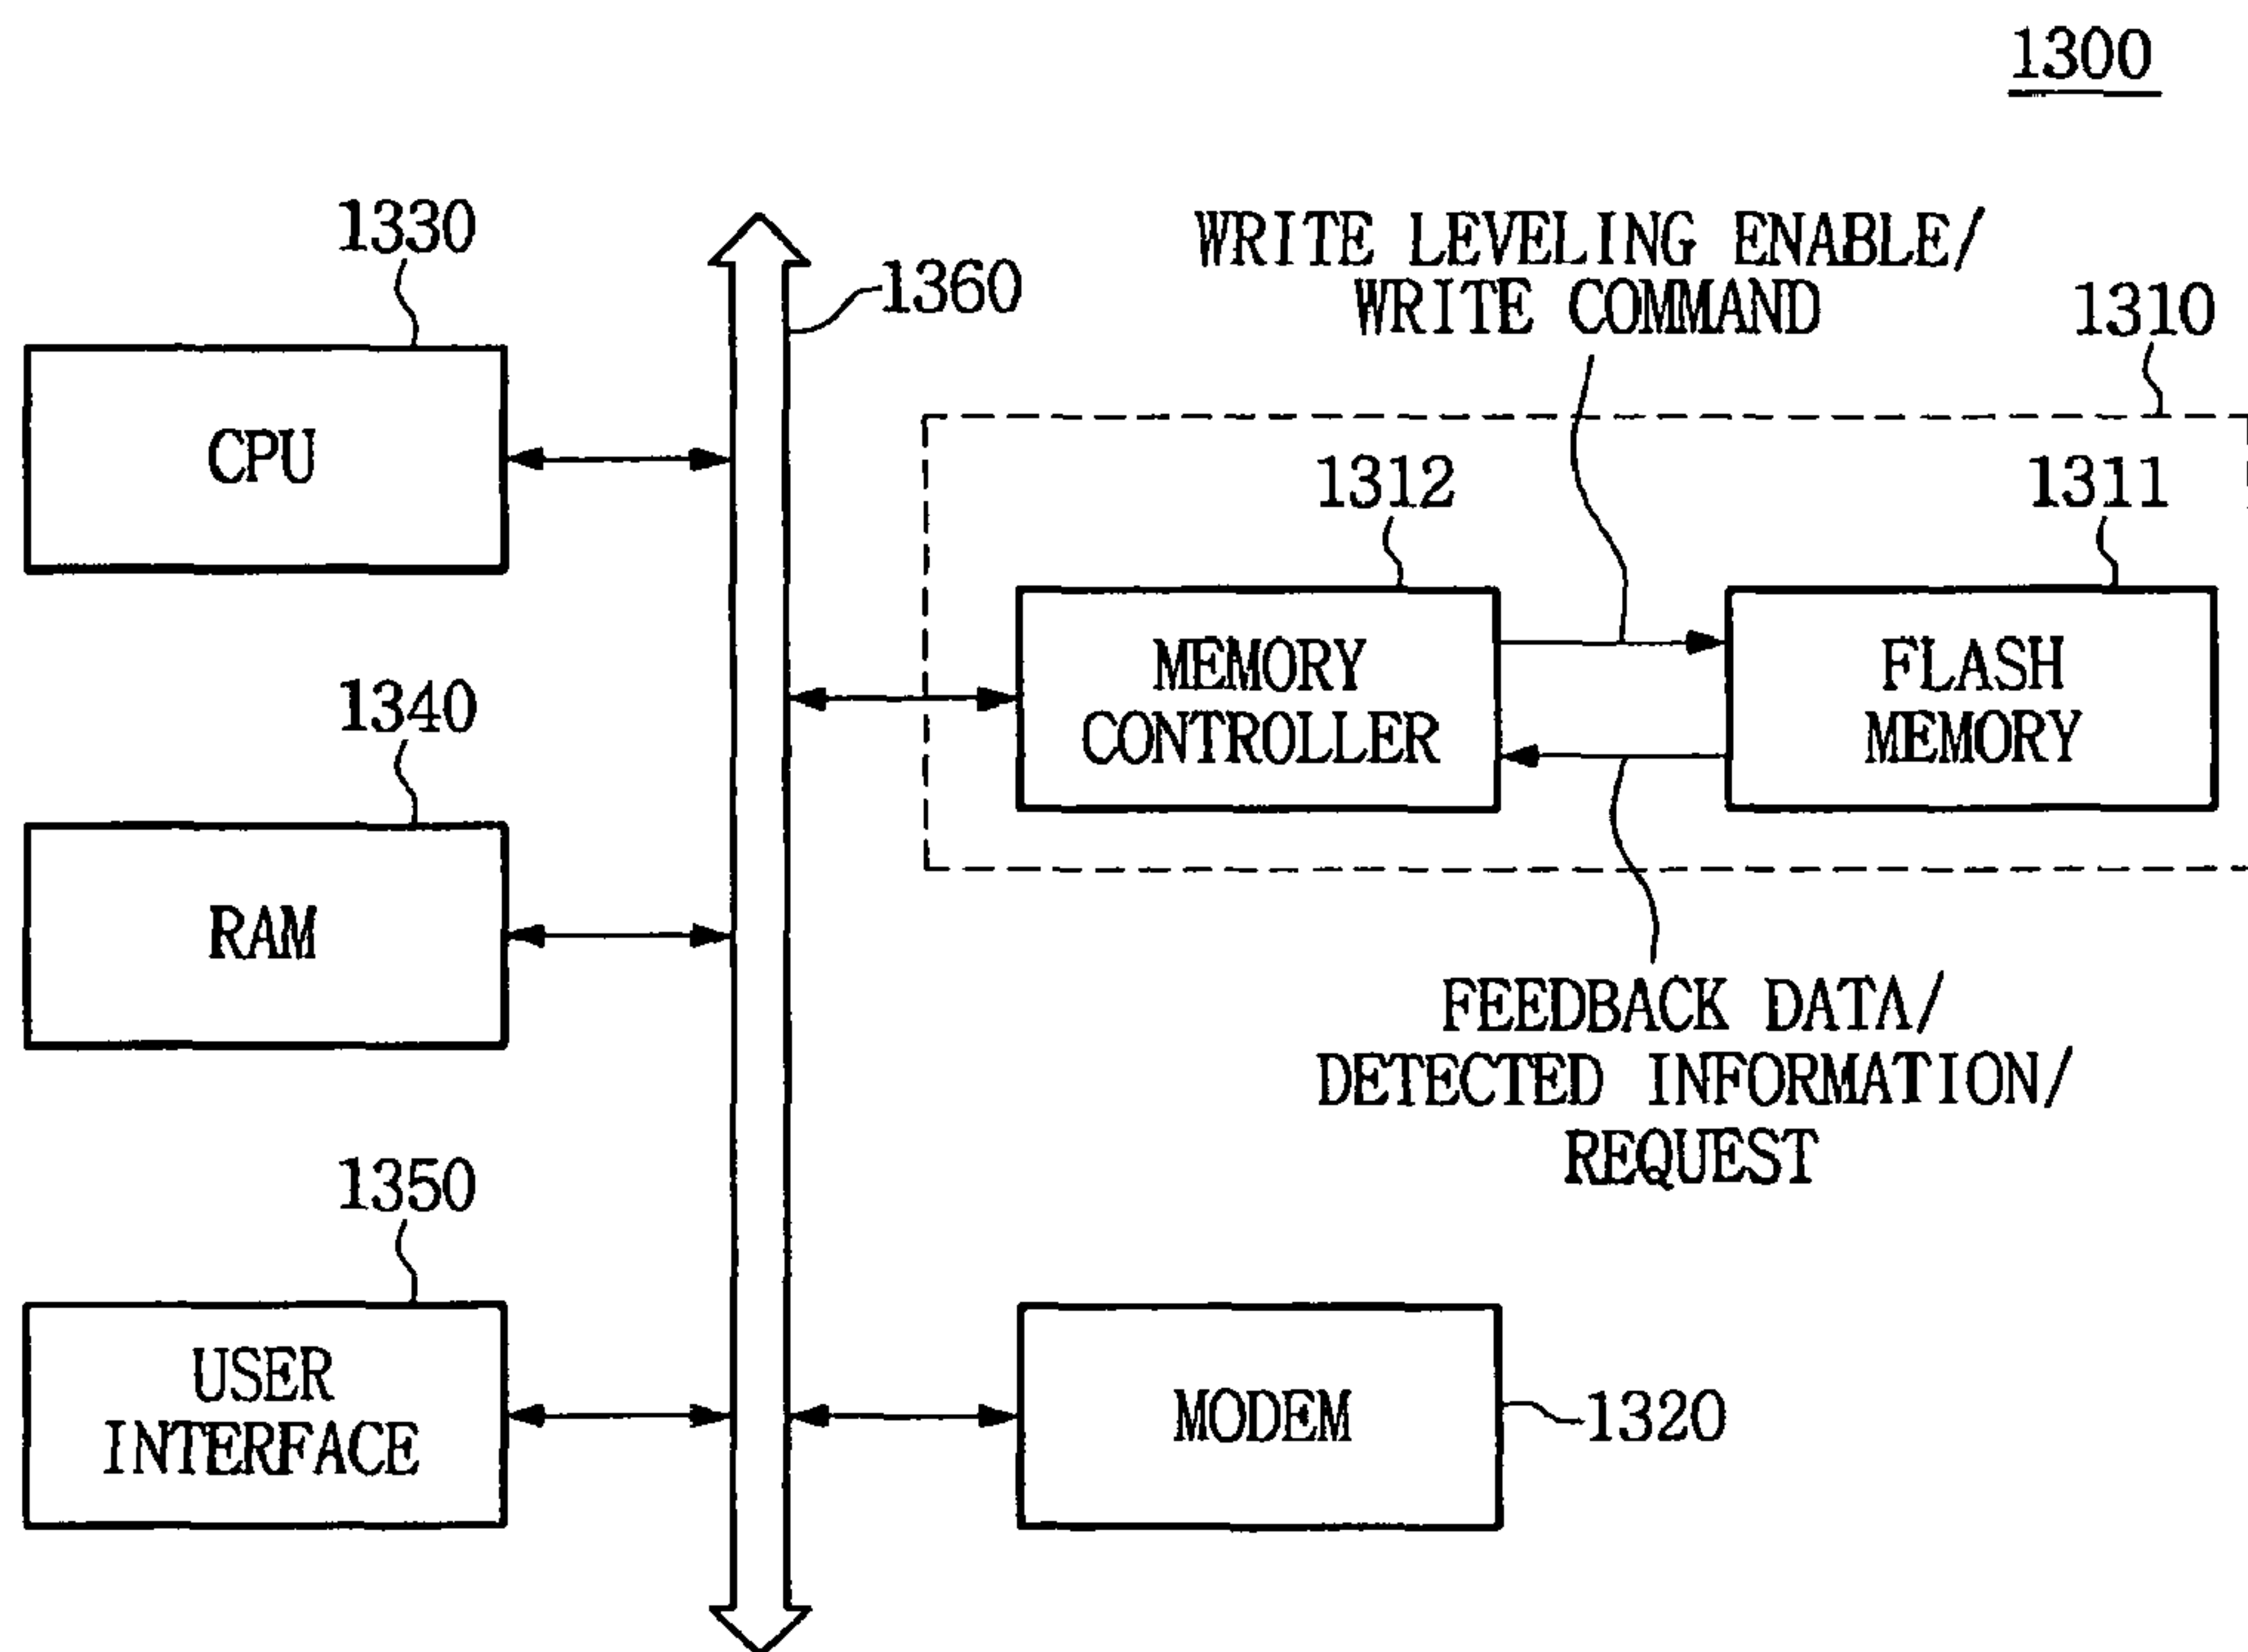 1300
1330
1360
WRITE LEVELING ENABLE/
WRITE COMMAND
1310
CPU
1312
1311
MEMORY
CONTROLLER
FLASH
MEMORY
1340
RAM
FEEDBACK DATA/
DETECTED INFORMATION/
REQUEST
1350
USER
INTERFACE
MODEM
1320